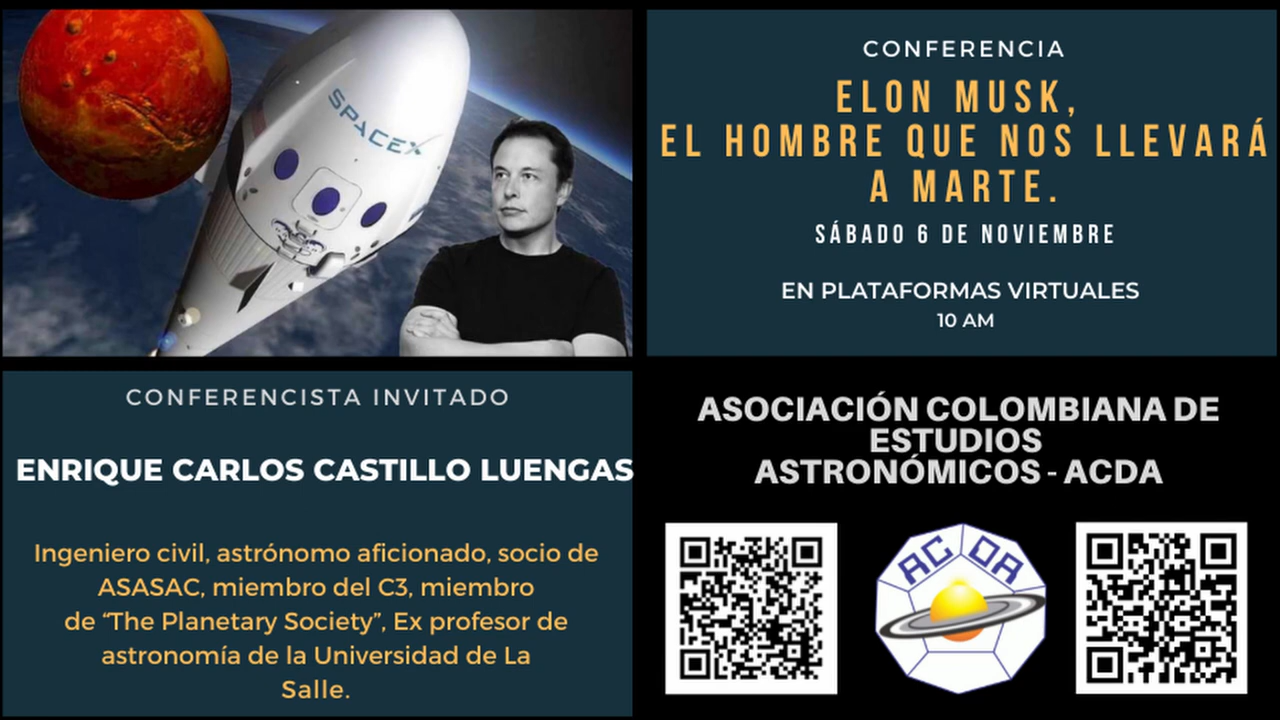 SPACEX
CONFERENCIA
ELON MUSK,
EL HOMBRE QUE NOS LLEVARÁ
A MARTE.
SÁBADO 6 DE NOVIEMBRE
EN PLATAFORMAS VIRTUALES
10 AM
CONFERENCISTA INVITADO
ENRIQUE CARLOS CASTILLO LUENGAS
Ingeniero civil, astrónomo aficionado, socio de
ASASAC, miembro del C3, miembro
de “The Planetary Society”, Ex profesor de
astronomía de la Universidad de La
Salle.
ASOCIACIÓN COLOMBIANA DE
ESTUDIOS
ASTRONÓMICOS - ACDA
ACDA